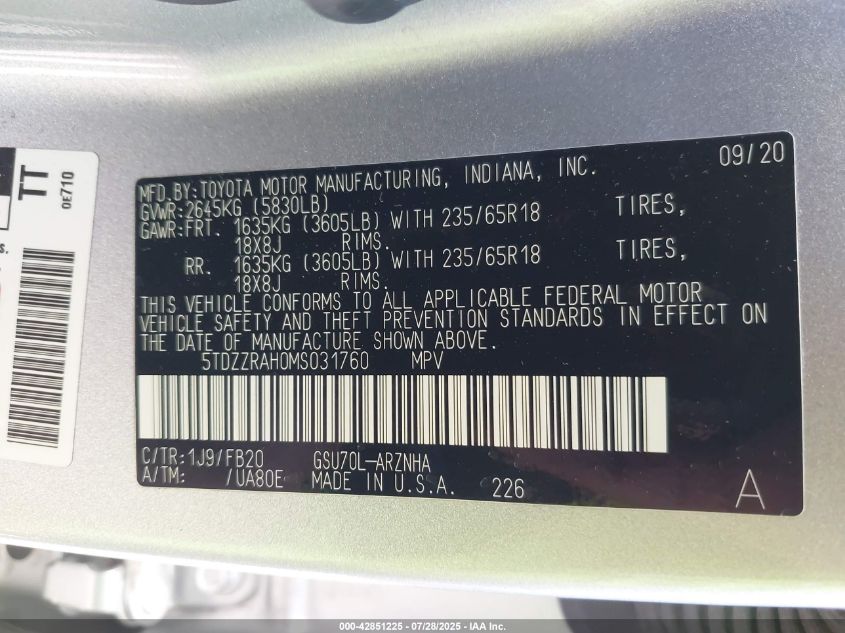 TT
0E710
s.
09/20
MFD.BY:TOYOTA MOTOR MANUFACTURING, INDIANA, INC.
GVWR:2645KG (5830LB)
GAWR:FRT. 1635KG (3605LB) WITH 235/65R18 TIRES,
18X8J RIMS.
RR. 1635KG (3605LB) WITH 235/65R18 TIRES,
18X8J RIMS.
THIS VEHICLE CONFORMS TO ALL APPLICABLE FEDERAL MOTOR
VEHICLE SAFETY AND THEFT PREVENTION STANDARDS IN EFFECT ON
THE DATE OF MANUFACTURE SHOWN ABOVE.
5TDZZRAH0MS031760 MPV
C/TR:1J9/FB20 GSU70L-ARZNHA
A/TM: /UA80E MADE IN U.S.A. 226
A
000-42851225 | 07/28/2025 | IAA Inc.